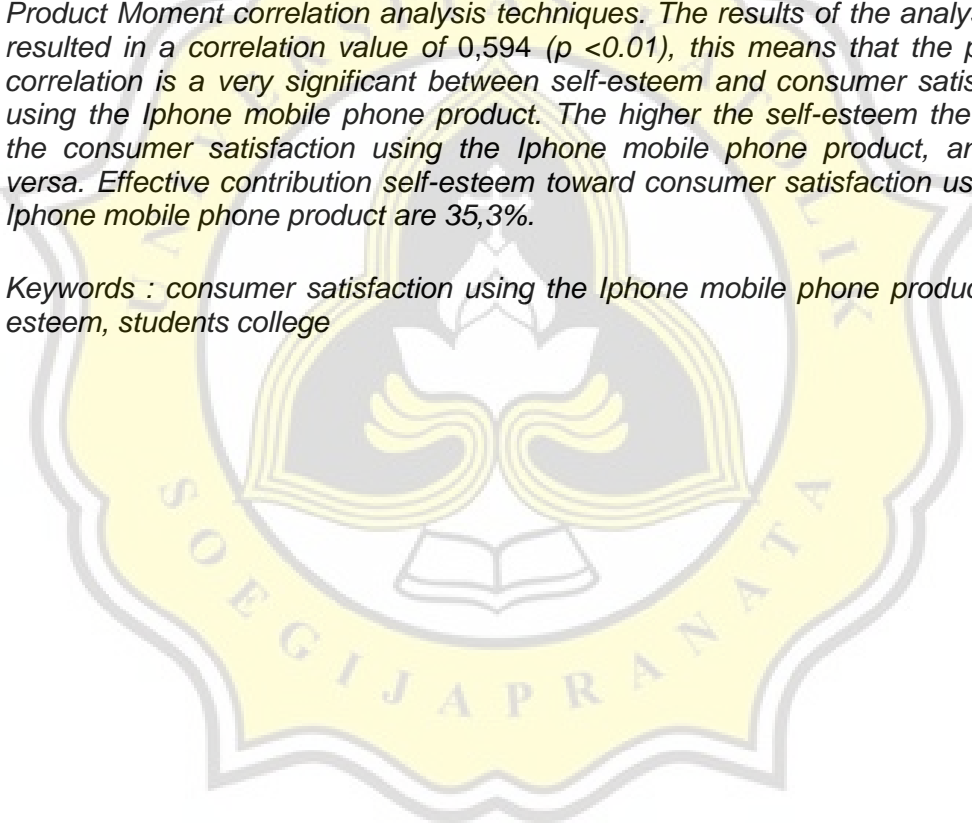 Product Moment correlation analysis techniques. The results of the analy
resulted in a correlation value of 0,594 (p <0.01), this means that the p
correlation is a very significant between self-esteem and consumer satis
using the Iphone mobile phone product. The higher the self-esteem the
the consumer satisfaction using the Iphone mobile phone product, an
versa. Effective contribution self-esteem toward consumer satisfaction us
Iphone mobile phone product are 35,3%.
Keywords : consumer satisfaction using the Iphone mobile phone produc
esteem, students college
SOEGIJAPRANATA